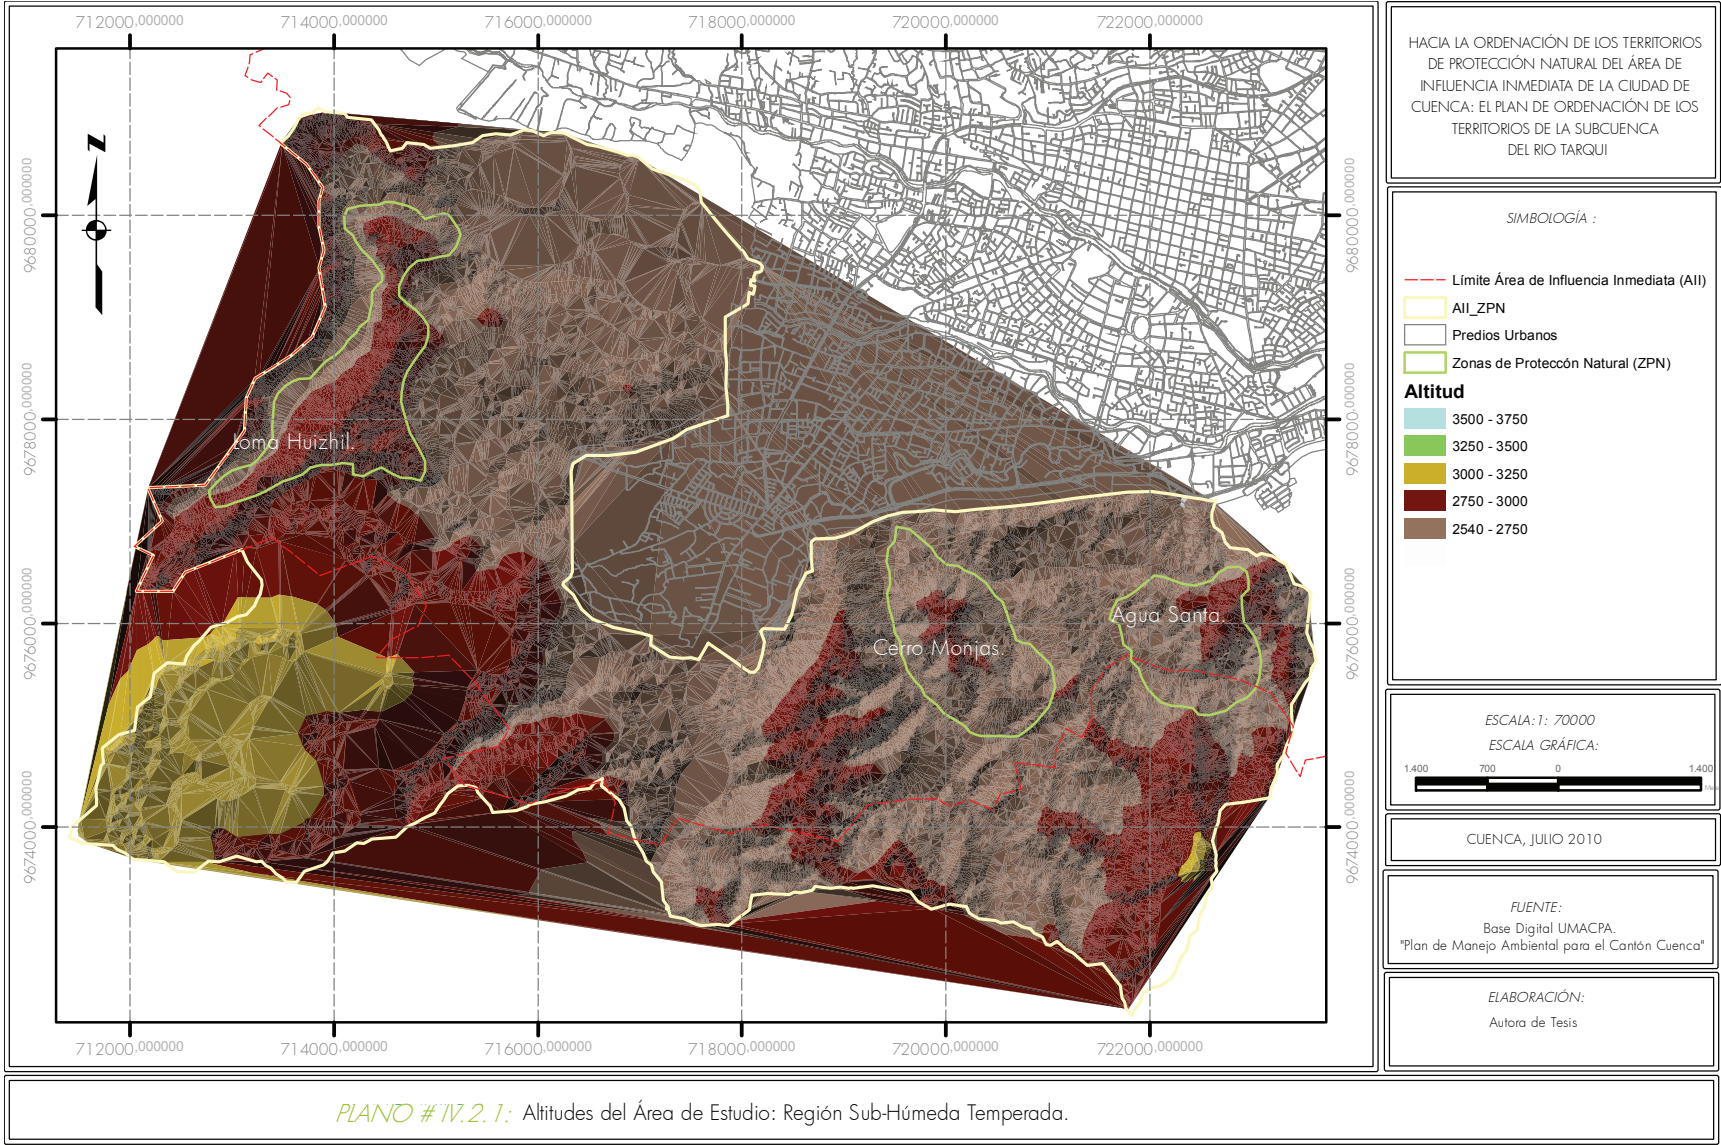 712000,000000 714000,000000 716000,000000 718000,000000 720000,000000 722000,000000
9680000,000000
9678000,000000
9676000,000000
9674000,000000
z
Loma Huizhil.
Cerro Monjas.
Agua Santa.
9680000,000000
9678000,000000
9676000,000000
9674000,000000
712000,000000 714000,000000 716000,000000 718000,000000 720000,000000 722000,000000
HACIA LA ORDENACIÓN DE LOS TERRITORIOS
DE PROTECCIÓN NATURAL DEL ÁREA DE
INFLUENCIA INMEDIATA DE LA CIUDAD DE
CUENCA: EL PLAN DE ORDENACIÓN DE LOS
TERRITORIOS DE LA SUBCUENCA
DEL RIO TARQUI
SIMBOLOGÍA :
Límite Área de Influencia Inmediata (AII)
AII_ZPN
Predios Urbanos
Zonas de Proteccón Natural (ZPN)
Altitud
3500 - 3750
3250 - 3500
3000 - 3250
2750 - 3000
2540 - 2750
ESCALA:1: 70000
ESCALA GRÁFICA:
1.400 700 0 1.400
CUENCA, JULIO 2010
FUENTE:
Base Digital UMACPA.
"Plan de Manejo Ambiental para el Cantón Cuenca"
ELABORACIÓN:
Autora de Tesis
PLANO # IV.2.1: Altitudes del Área de Estudio: Región Sub-Húmeda Temperada.